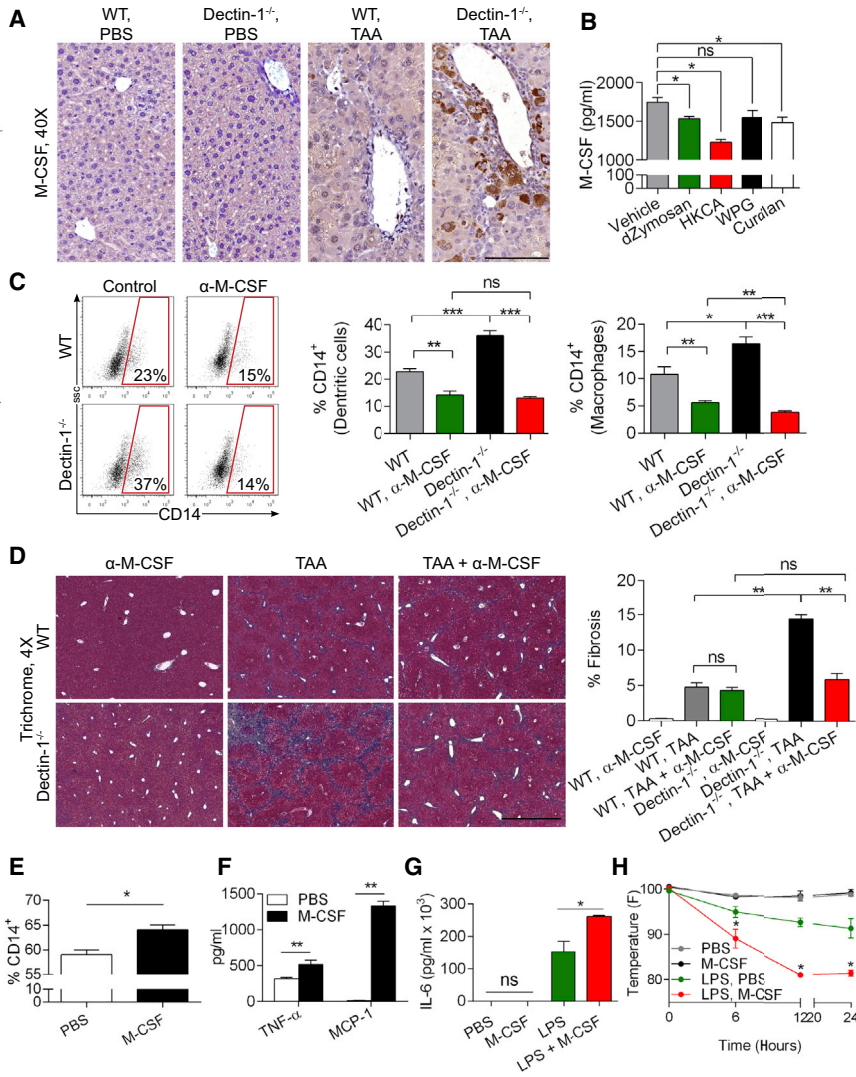 A
WT,
PBS
Dectin-1-/-,
PBS
WT,
TAA
Dectin-1-/-,
TAA
M-CSF, 40X
B
*
ns
*
*
M-CSF (pg/ml)
2000
1500
1000
100
0
Vehicle
dZymosan
HKCA
WPG
Curdlan
C
Control
α-M-CSF
WT
23%
15%
ssc
Dectin-1-/-
37%
14%
CD14
ns
***
***
**
% CD14+
(Dentritic cells)
40
30
20
10
0
WT
WT, α-M-CSF
Dectin-1-/-
Dectin-1-/-, α-M-CSF
**
*
***
**
% CD14+
(Macrophages)
20
15
10
5
0
WT
WT, α-M-CSF
Dectin-1-/-
Dectin-1-/-, α-M-CSF
D
α-M-CSF
TAA
TAA + α-M-CSF
Trichrome, 4X
WT
Dectin-1-/-
ns
**
**
ns
% Fibrosis
20
15
10
5
0
WT, α-M-CSF
WT, TAA
WT, TAA + α-M-CSF
Dectin-1-/-, α-M-CSF
Dectin-1-/-, TAA
Dectin-1-/-, TAA + α-M-CSF
E
*
% CD14+
70
65
60
55
10
0
PBS
M-CSF
F
PBS
M-CSF
**
**
pg/ml
1500
1000
500
0
TNF-α
MCP-1
G
*
ns
IL-6 (pg/ml x 10³)
300
200
100
0
PBS
M-CSF
LPS
LPS + M-CSF
H
Temperature (F)
100
90
80
PBS
M-CSF
LPS, PBS
LPS, M-CSF
*
*
*
0
6
12
20
24
Time (Hours)